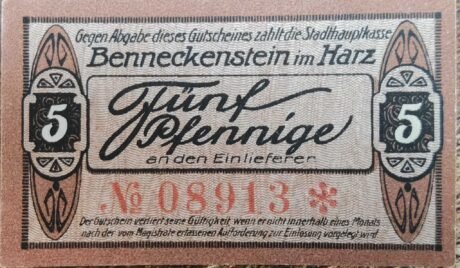 Gegen Abgabe dieses Gutscheines zahlt die Stadthauptkasse
Benneckenstein im Harz
5 Fünf 5
Pfennige
an den Einlieferer
№ 08913 *
Der Gutschein verliert seine Gültigkeit wenn er nicht innerhalb eines Monats
nach der vom Magistrate erlassenen Aufforderung zur Einlösung vorgelegt wird.